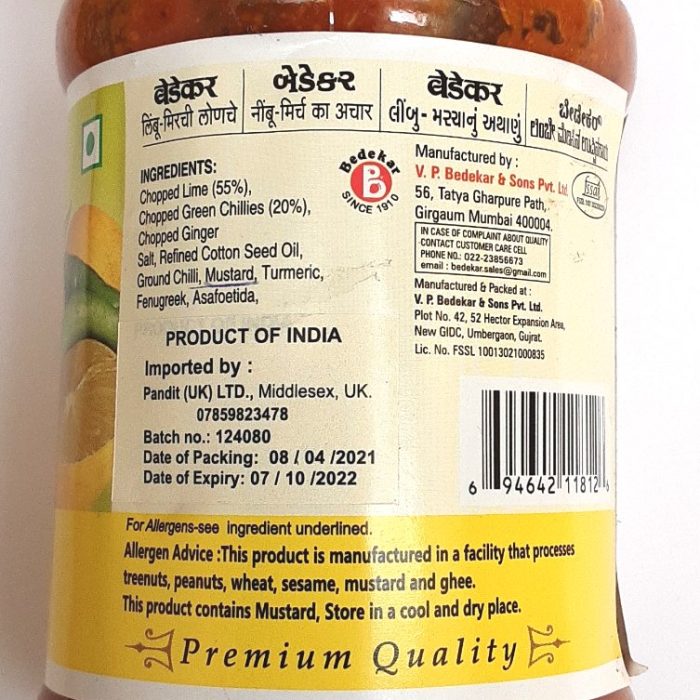 बेडेकर
लिंबू-मिरची लोणचे
बेडेकर
नींबू-मिर्च का अचार
बेडेकर
લીંબુ - મરચાનું અથાણું
ಬೇಡೇಕರ್
INGREDIENTS:
Chopped Lime (55%),
Chopped Green Chillies (20%),
Chopped Ginger
Salt, Refined Cotton Seed Oil,
Ground Chilli, Mustard, Turmeric,
Fenugreek, Asafoetida,
Bedekar
B
SINCE 1910
Manufactured by :
V. P. Bedekar & Sons Pvt. Ltd.
56, Tatya Gharpure Path,
Girgaum Mumbai 400004.
fssai
IN CASE OF COMPLAINT ABOUT QUALITY
CONTACT CUSTOMER CARE CELL
PHONE NO.: 022-23856673
email : bedekar.sales@gmail.com
Manufactured & Packed at :
V. P. Bedekar & Sons Pvt. Ltd.
Plot No. 42, 52 Hector Expansion Area,
New GIDC, Umbergaon, Gujrat.
Lic. No. FSSL 10013021000835
PRODUCT OF INDIA
Imported by :
Pandit (UK) LTD., Middlesex, UK.
07859823478
Batch no.: 124080
Date of Packing: 08 / 04 /2021
Date of Expiry: 07 / 10 /2022
6 94642 11812 6
For Allergens-see ingredient underlined.
Allergen Advice :This product is manufactured in a facility that processes
treenuts, peanuts, wheat, sesame, mustard and ghee.
This product contains Mustard, Store in a cool and dry place.
Premium Quality